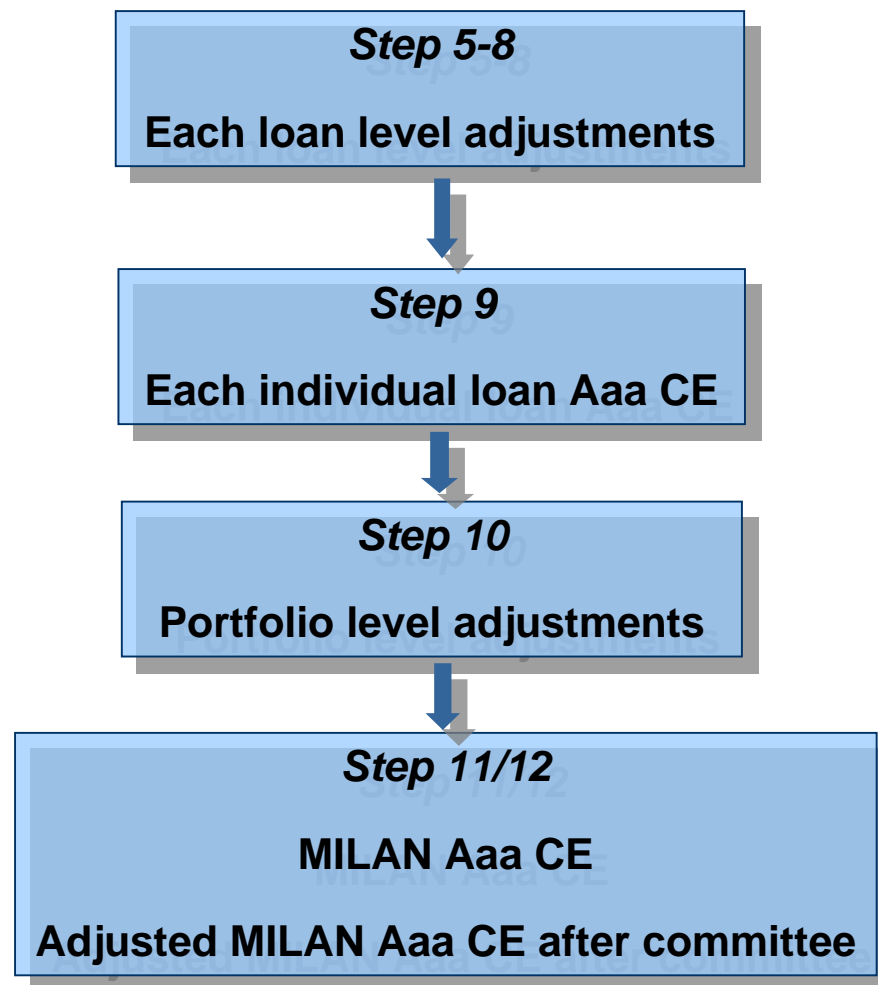 Step 5-8
Each loan level adjustments
Step 9
Each individual loan Aaa CE
Step 10
Portfolio level adjustments
Step 11/12
MILAN Aaa CE
Adjusted MILAN Aaa CE after committee